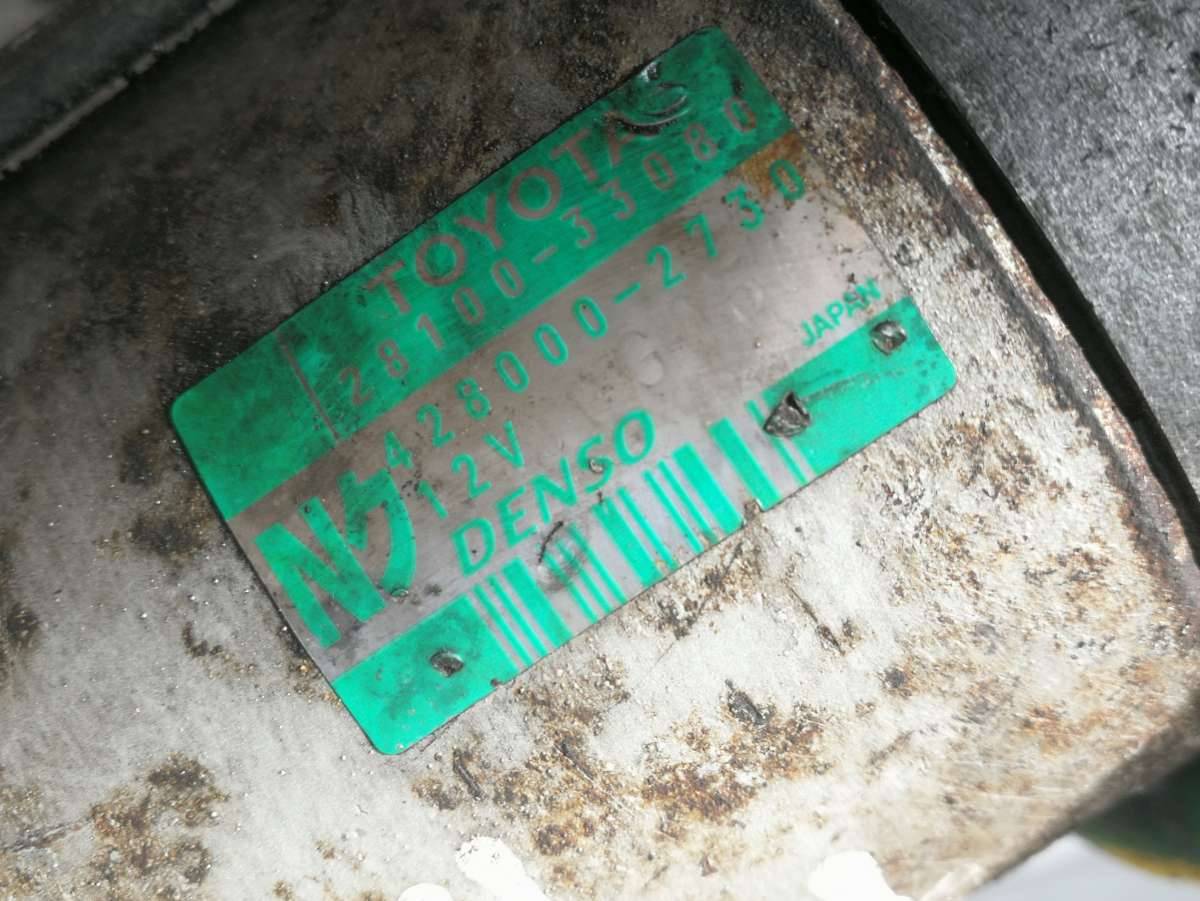 TOYOTA
28100-33080
428000-2730
12V
JAPAN
DENSO